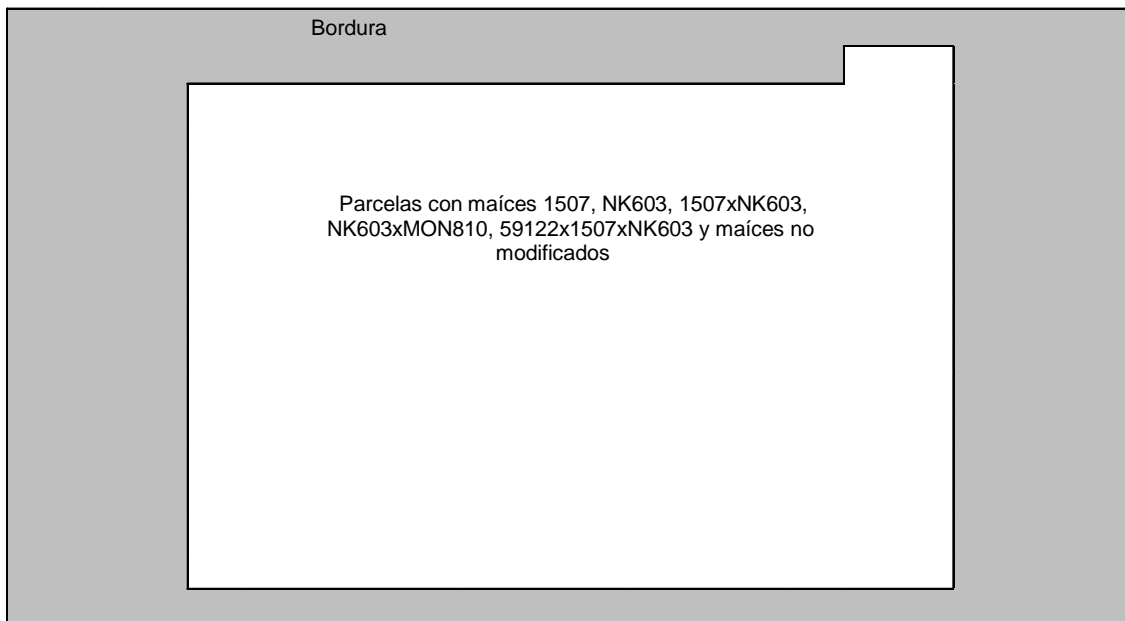 Bordura
Parcelas con maíces 1507, NK603, 1507xNK603,
NK603xMON810, 59122x1507xNK603 y maíces no
modificados